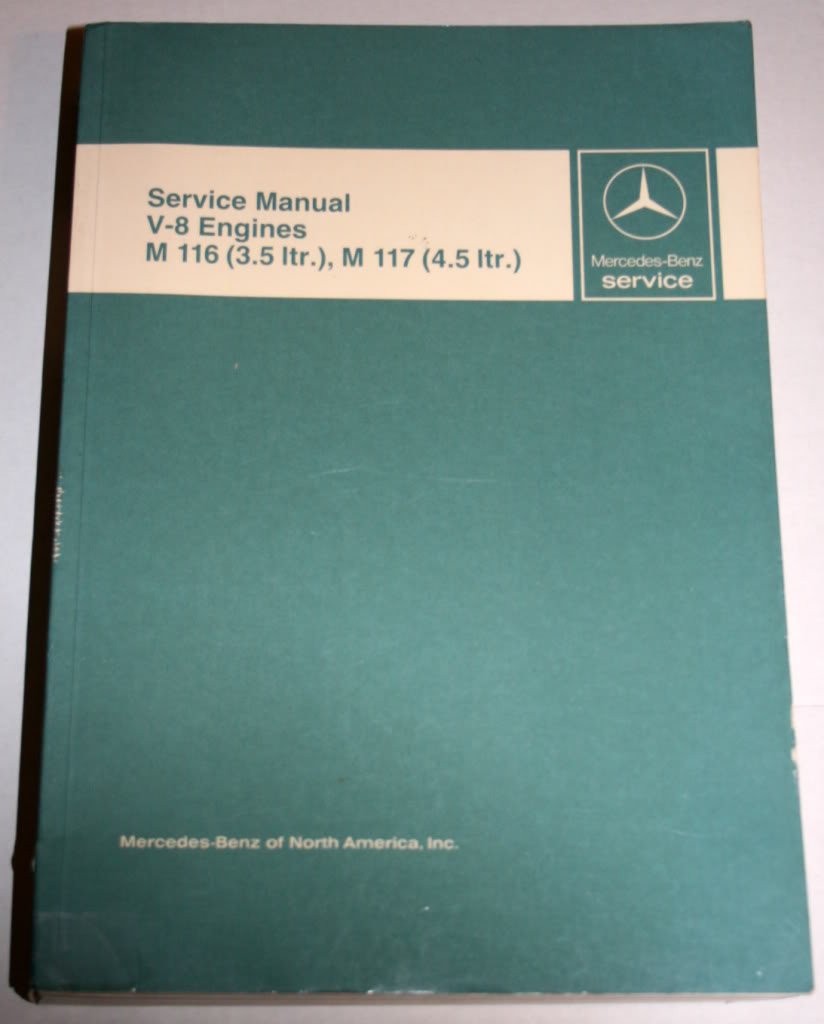 Service Manual
V-8 Engines
M 116 (3.5 ltr.), M 117 (4.5 ltr.)
Mercedes-Benz
service
Mercedes-Benz of North America, Inc.